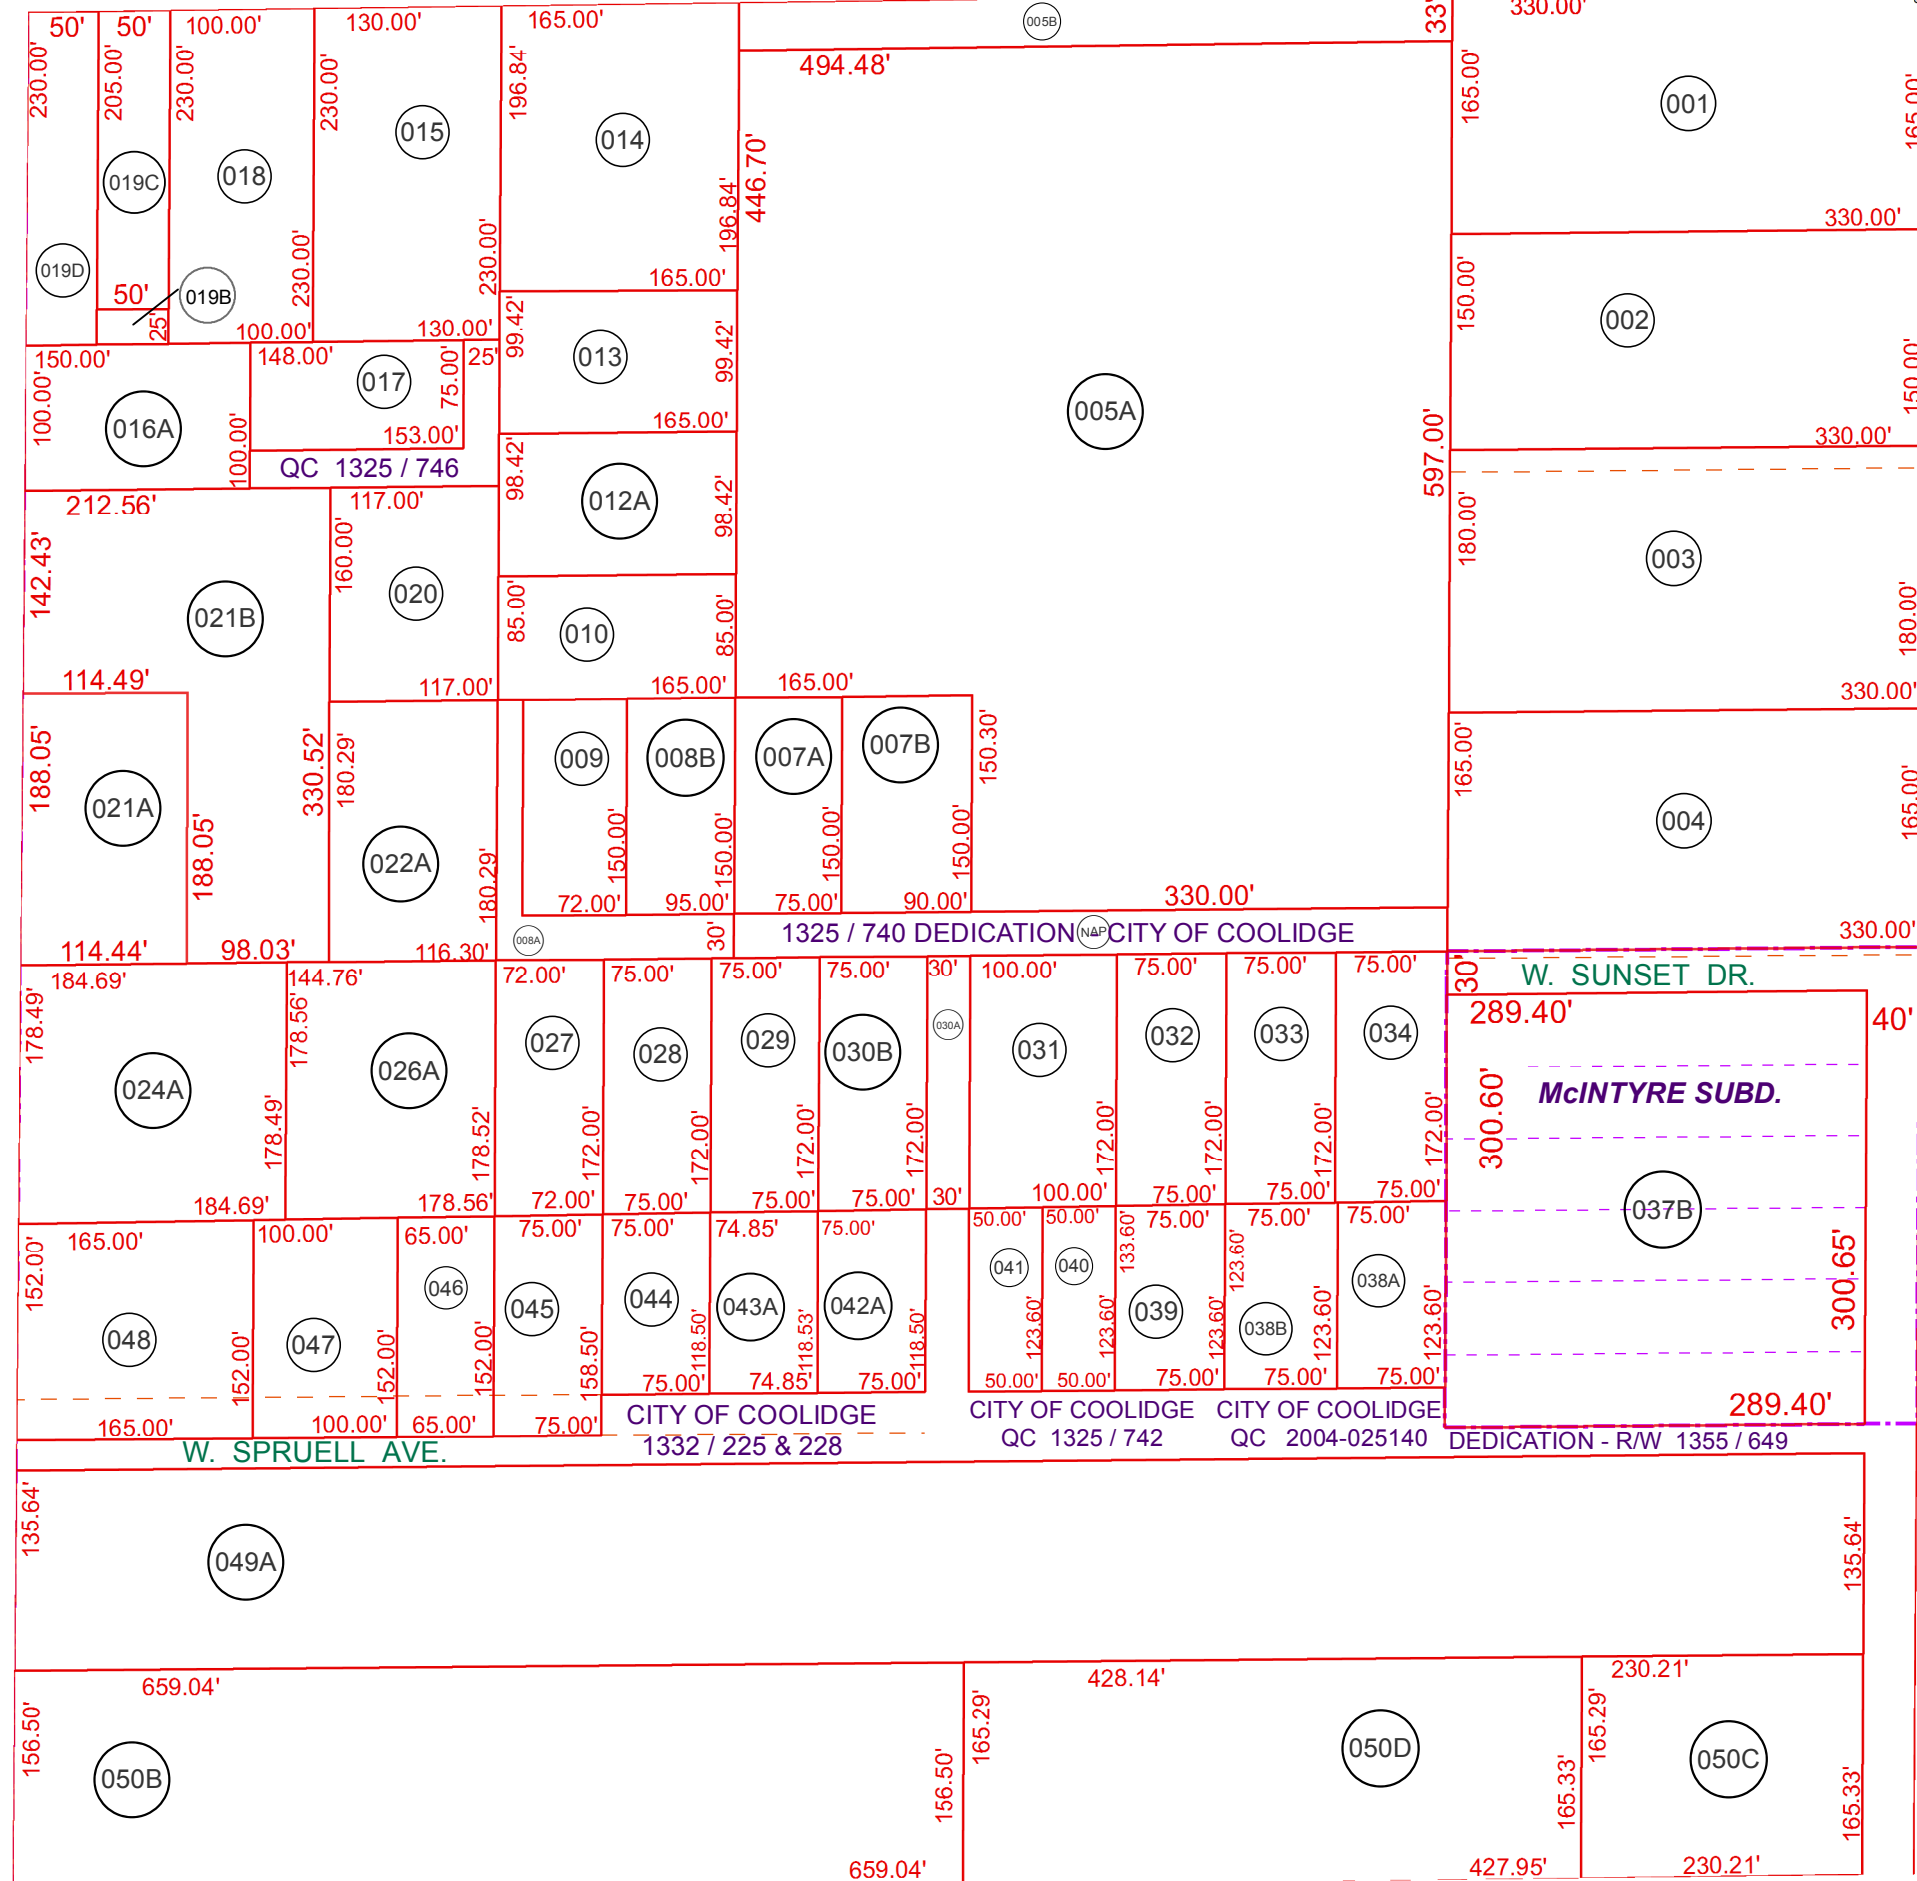 50' 50' 100.00' 130.00' 165.00' 005B 33' 330.00'
230.00' 205.00' 230.00' 230.00' 196.84' 494.48' 165.00' 001 165.00'
019C 018 015 014 446.70'
196.84'
019D 230.00' 230.00' 165.00' 330.00'
50' 019B
25' 100.00' 130.00' 99.42' 013 99.42' 150.00' 002 150.00'
150.00' 148.00' 017 75.00' 25'
100.00' 016A 100.00' 153.00' 165.00' 005A 597.00' 330.00'
QC 1325 / 746 98.42' 012A 98.42'
212.56' 117.00'
142.43' 160.00' 180.00' 003 180.00'
021B 020 85.00' 010 85.00'
114.49' 117.00' 165.00' 165.00' 330.00'
188.05' 330.52' 180.29' 009 008B 007A 007B 150.30' 165.00' 165.00'
021A 188.05' 022A 180.29' 150.00' 150.00' 150.00' 150.00' 004
72.00' 95.00' 75.00' 90.00' 330.00'
008A 30' 1325 / 740 DEDICATION - CITY OF COOLIDGE NAP 330.00'
114.44' 98.03' 116.30'
184.69' 144.76' 72.00' 75.00' 75.00' 75.00' 30' 100.00' 75.00' 75.00' 75.00' 30' W. SUNSET DR.
178.49' 178.56' 289.40' 40'
024A 026A 027 028 029 030B 030A 031 032 033 034
McINTYRE SUBD.
178.49' 178.52' 172.00' 172.00' 172.00' 172.00' 172.00' 172.00' 172.00' 172.00' 300.60'
184.69' 178.56' 72.00' 75.00' 75.00' 75.00' 30' 100.00' 75.00' 75.00' 75.00' 037B
165.00' 100.00' 65.00' 75.00' 75.00' 74.85' 75.00' 50.00' 50.00' 133.60' 75.00' 123.60' 75.00' 75.00'
152.00' 046 041 040 038A 300.65'
048 047 045 044 043A 042A 039 038B
152.00' 152.00' 152.00' 158.50' 118.50' 118.53' 118.50' 123.60' 123.60' 123.60' 123.60' 123.60'
75.00' 74.85' 75.00' 50.00' 50.00' 75.00' 75.00' 75.00'
165.00' 100.00' 65.00' 75.00' CITY OF COOLIDGE CITY OF COOLIDGE CITY OF COOLIDGE 289.40'
W. SPRUELL AVE. 1332 / 225 & 228 QC 1325 / 742 QC 2004-025140 DEDICATION - R/W 1355 / 649
135.64' 049A 135.64'
659.04' 428.14' 230.21'
156.50' 165.29' 165.29'
050B 156.50' 050D 165.33' 050C 165.33'
659.04' 427.95' 230.21'